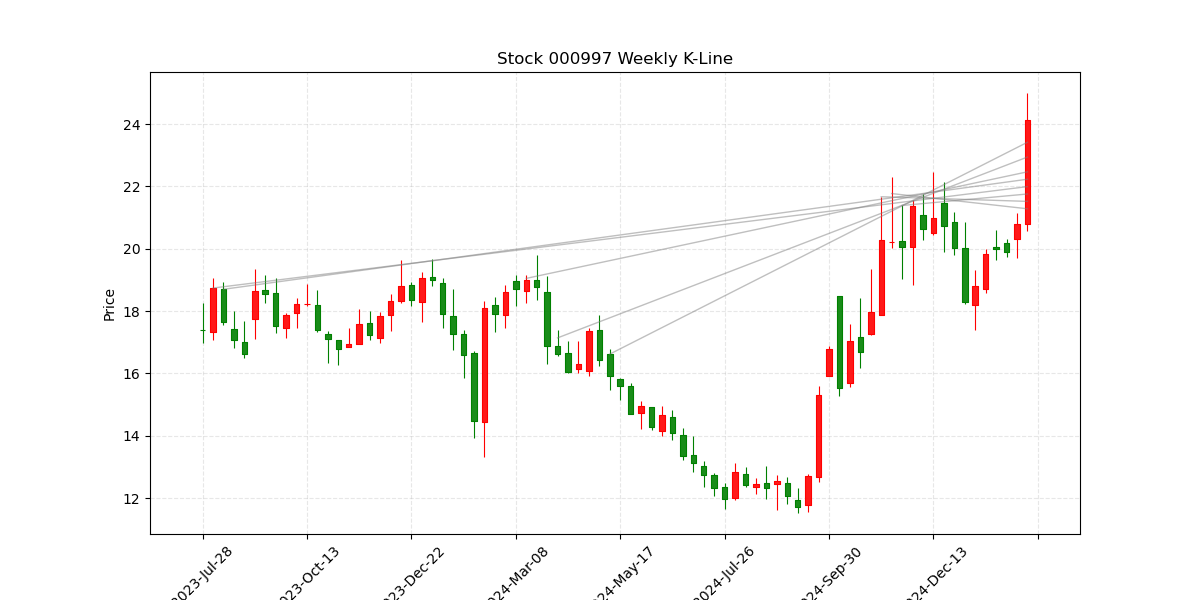 Stock 000997 Weekly K-Line
Price
24
22
20
18
16
14
12
2023-Jul-28
2023-Oct-13
2023-Dec-22
2024-Mar-08
2024-May-17
2024-Jul-26
2024-Sep-30
2024-Dec-13